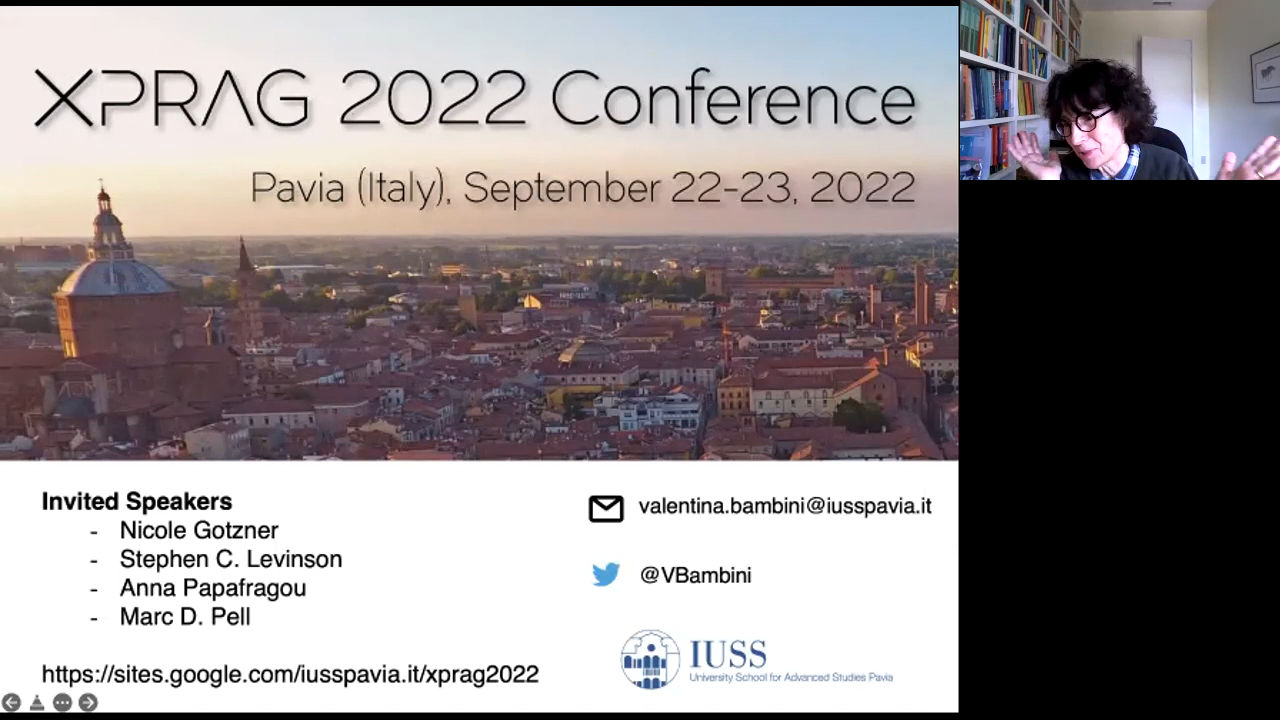 XPRAG 2022 Conference
Pavia (Italy), September 22-23, 2022
Invited Speakers
- Nicole Gotzner
- Stephen C. Levinson
- Anna Papafragou
- Marc D. Pell
https://sites.google.com/iusspavia.it/xprag2022
valentina.bambini@iusspavia.it
@VBambini
IUSS
University School for Advanced Studies Pavia